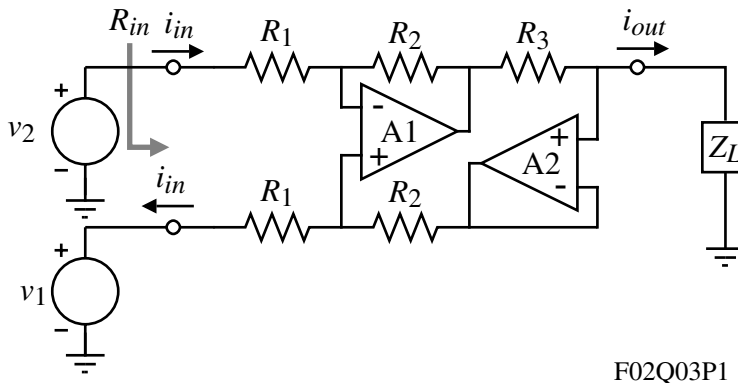 R_in i_in R_1 R_2 R_3 i_out
+ v_2 -
- + A1
+ - A2
Z_L
i_in R_1 R_2
+ v_1 -
F02Q03P1